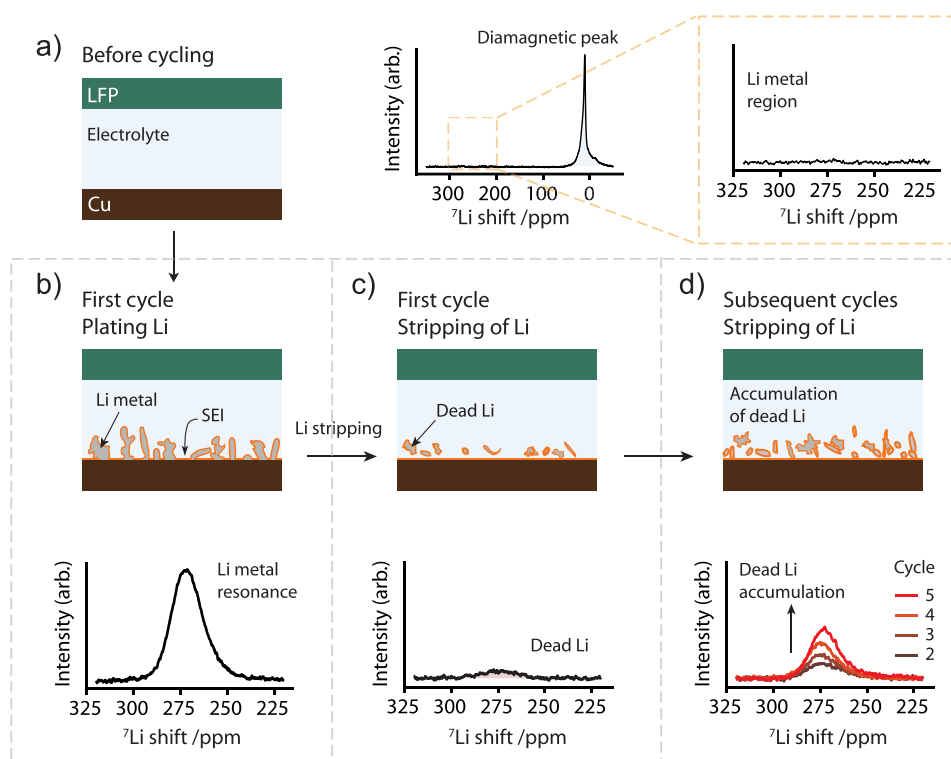 a)
Before cycling
LFP
Electrolyte
Cu
Diamagnetic peak
Intensity (arb.)
300 200 100 0
⁷Li shift /ppm
Li metal
region
325 300 275 250 225
⁷Li shift /ppm
b)
First cycle
Plating Li
Li metal
SEI
Li stripping
Intensity (arb.)
Li metal
resonance
325 300 275 250 225
⁷Li shift /ppm
c)
First cycle
Stripping of Li
Dead Li
Intensity (arb.)
Dead Li
325 300 275 250 225
⁷Li shift /ppm
d)
Subsequent cycles
Stripping of Li
Accumulation
of dead Li
Intensity (arb.)
Dead Li
accumulation
Cycle
5
4
3
2
325 300 275 250 225
⁷Li shift /ppm